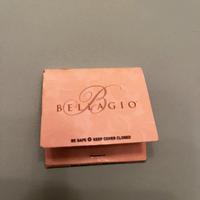 B
BELLAGIO
BE SAFE • KEEP COVER CLOSED